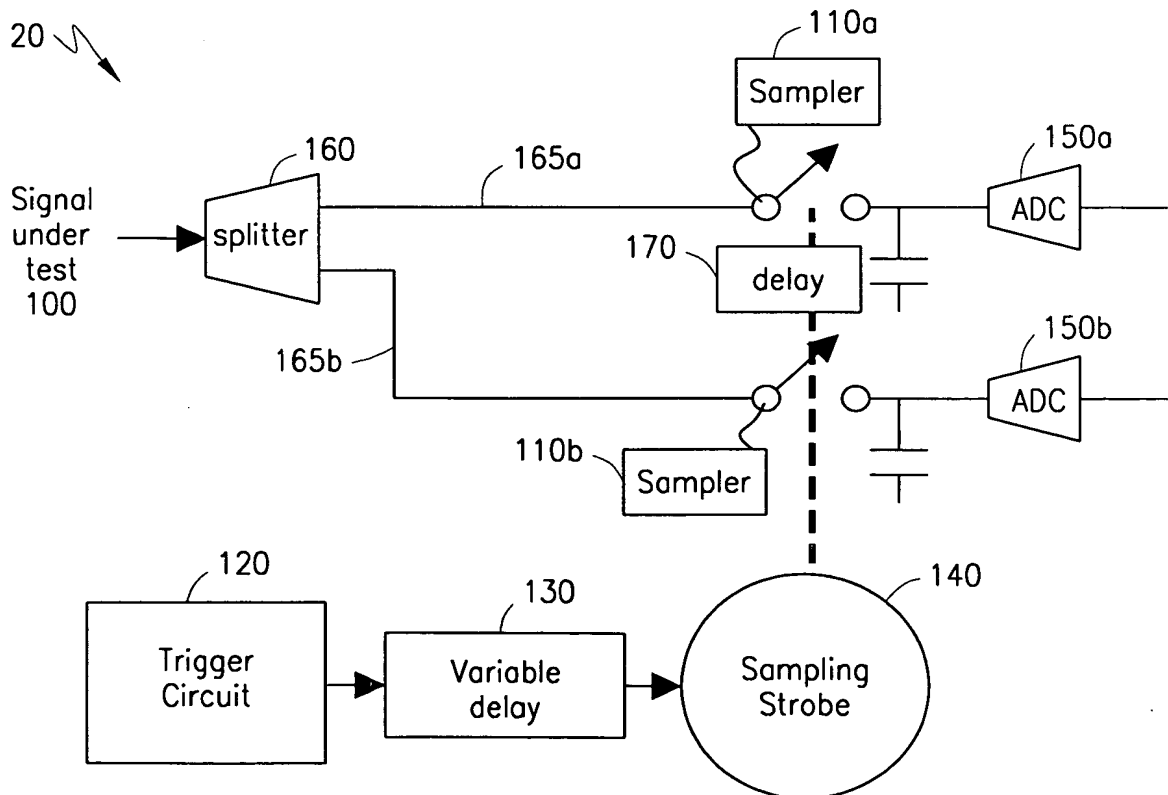 20
110a
Sampler
160
165a
150a
Signal
under
test
100
splitter
ADC
170
delay
165b
150b
ADC
110b
Sampler
120
130
140
Trigger
Circuit
Variable
delay
Sampling
Strobe